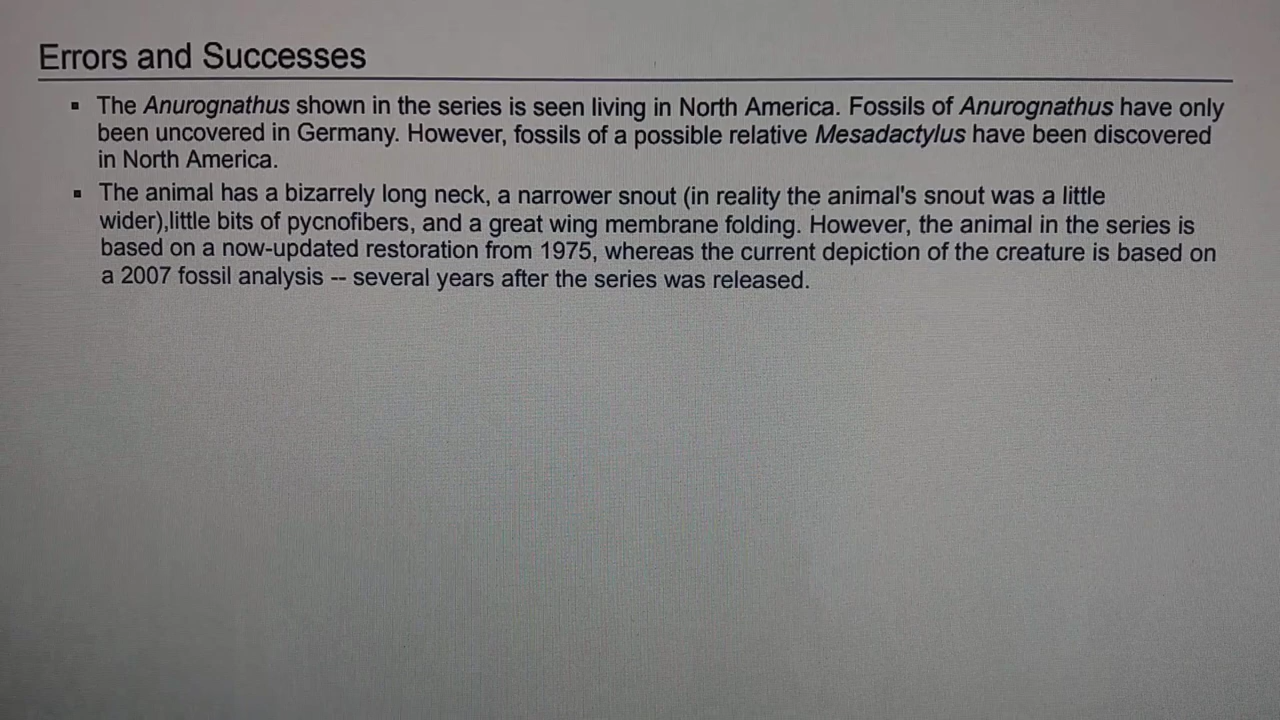 Errors and Successes
The Anurognathus shown in the series is seen living in North America. Fossils of Anurognathus have only
been uncovered in Germany. However, fossils of a possible relative Mesadactylus have been discovered
in North America.
The animal has a bizarrely long neck, a narrower snout (in reality the animal's snout was a little
wider),little bits of pycnofibers, and a great wing membrane folding. However, the animal in the series is
based on a now-updated restoration from 1975, whereas the current depiction of the creature is based on
a 2007 fossil analysis -- several years after the series was released.